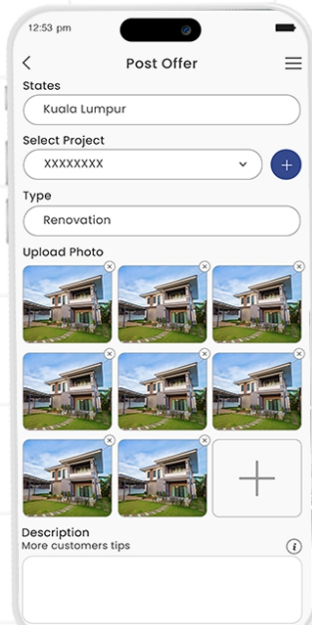 12:53 pm
Post Offer
States
Kuala Lumpur
Select Project
XXXXXXXX
Type
Renovation
Upload Photo
Description
More customers tips